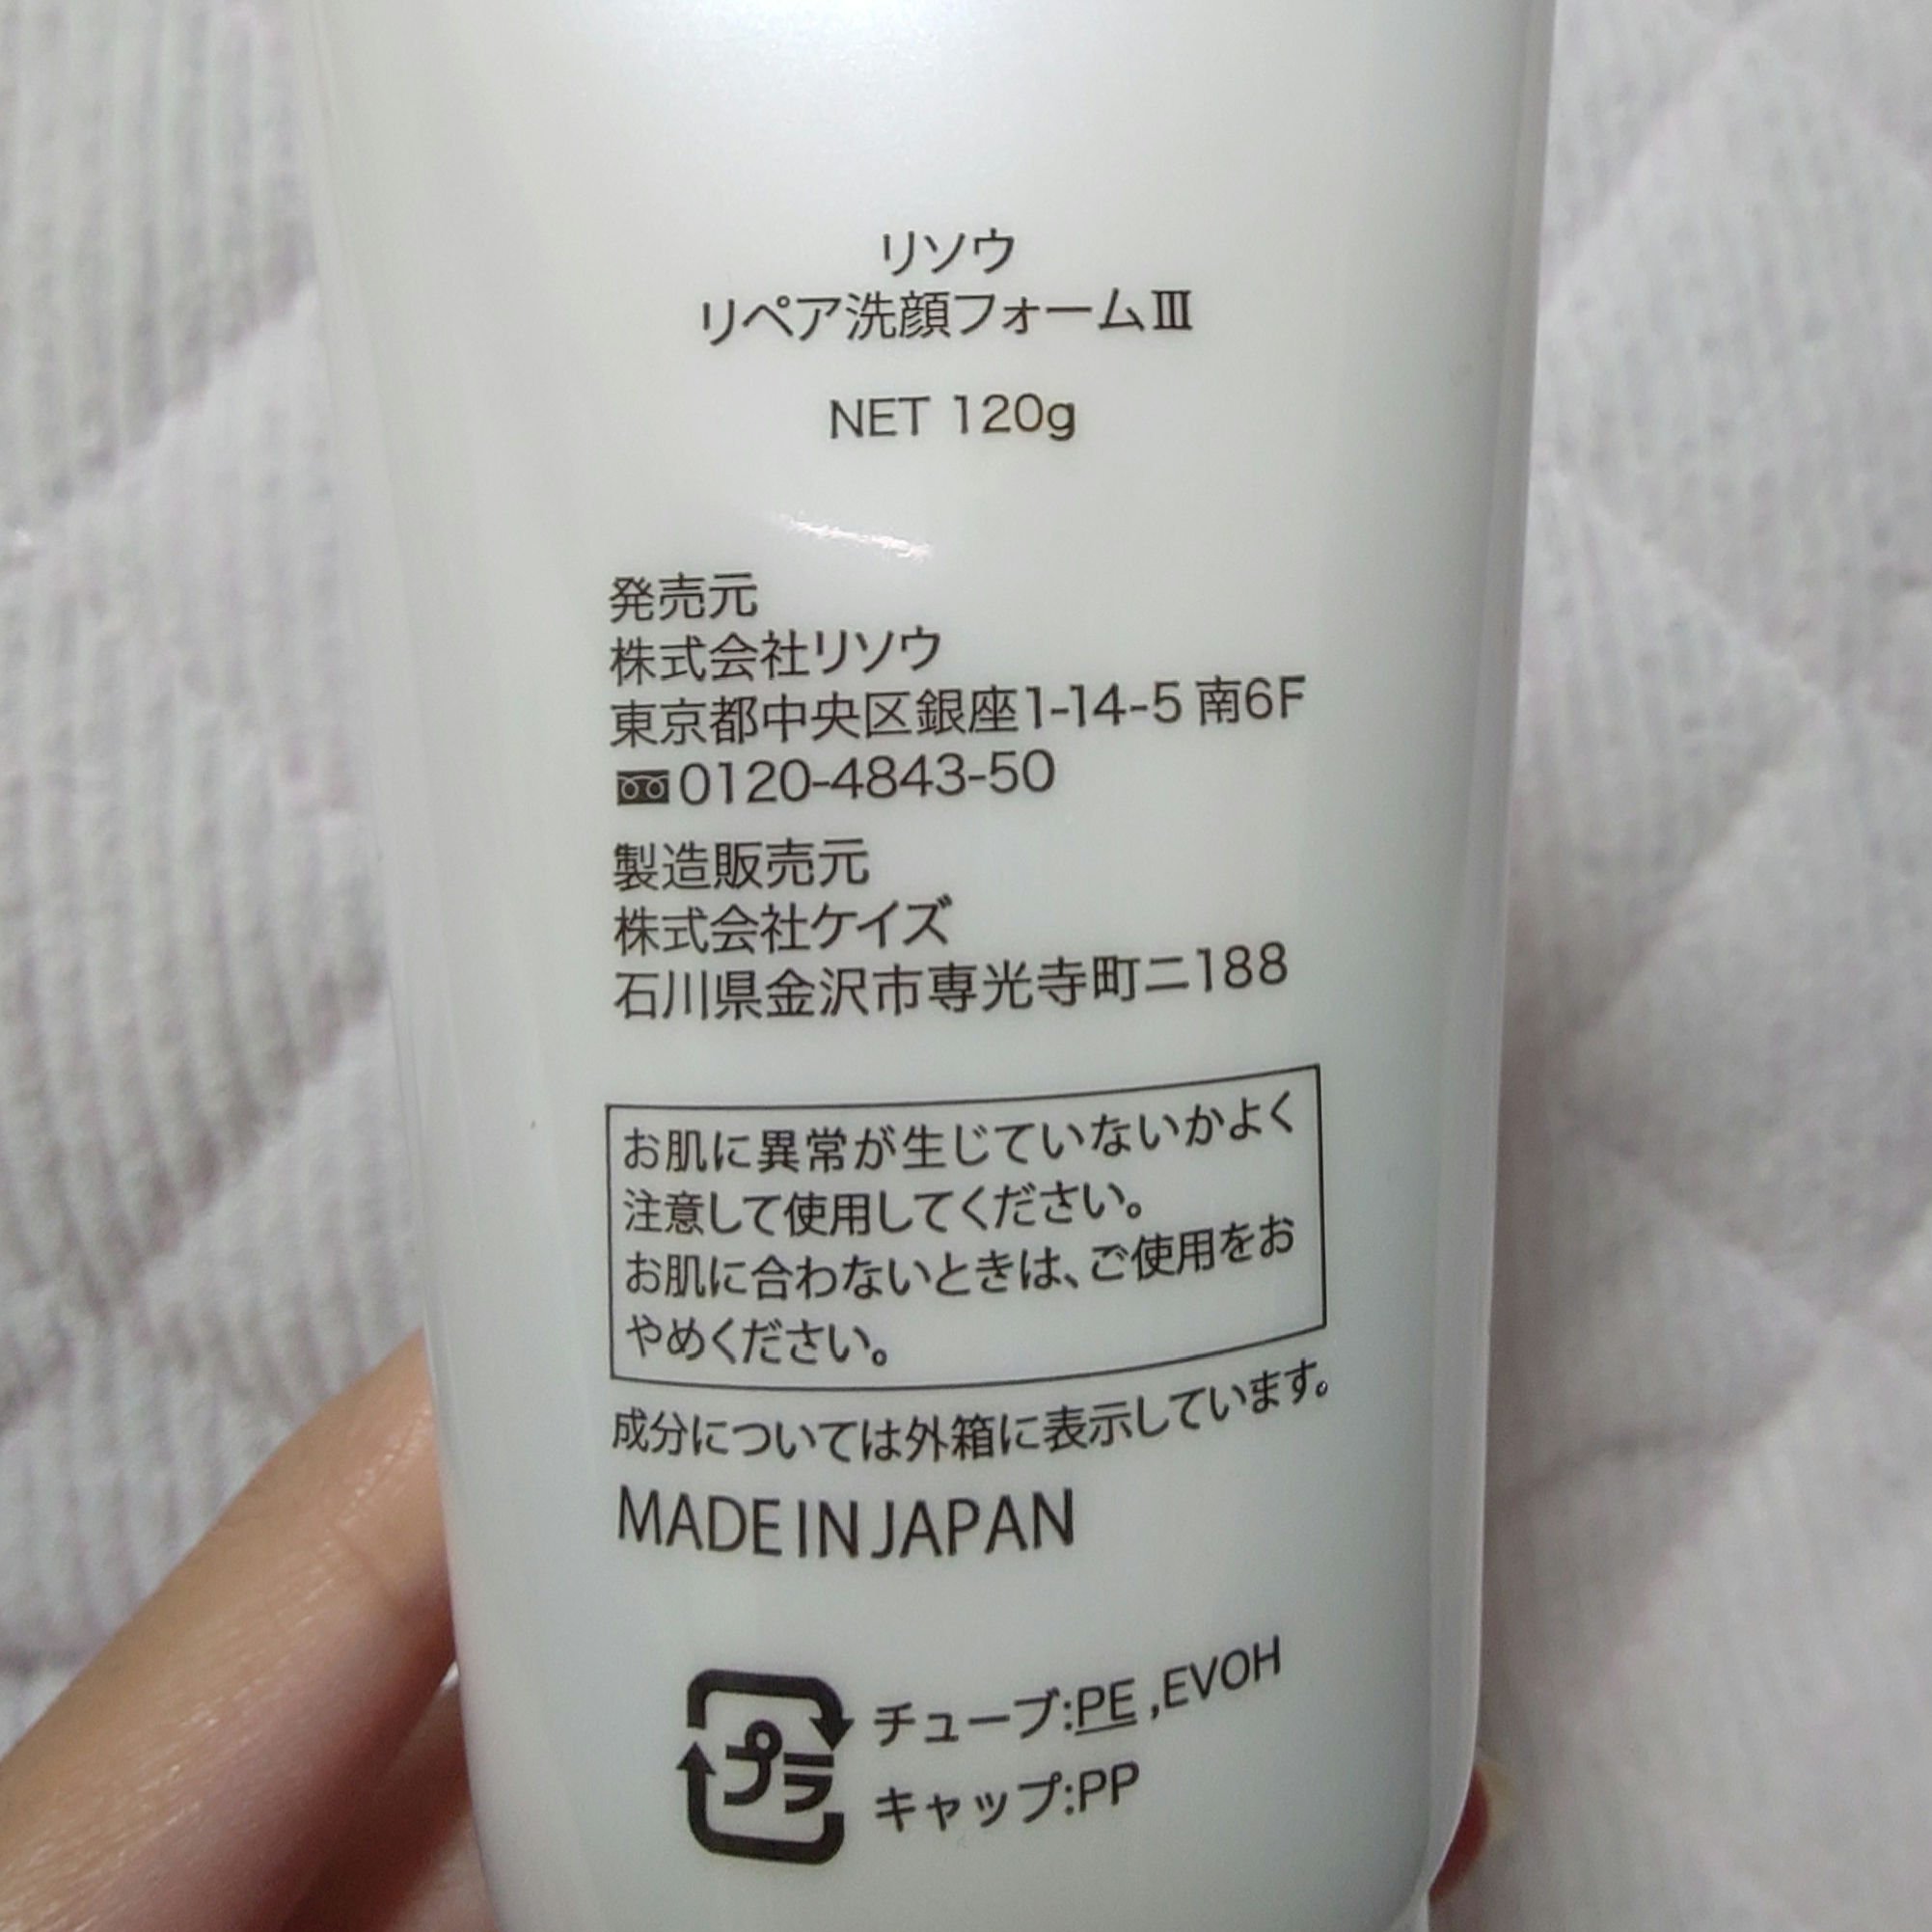 リソウ
リペア洗顔フォームⅢ
NET 120g
発売元
株式会社リソウ
東京都中央区銀座1-14-5 南6F
0120-4843-50
製造販売元
株式会社ケイズ
石川県金沢市専光寺町ニ188
お肌に異常が生じていないかよく
注意して使用してください。
お肌に合わないときは、ご使用をお
やめください。
成分については外箱に表示しています。
MADE IN JAPAN
プラ
チューブ:PE ,EVOH
キャップ:PP